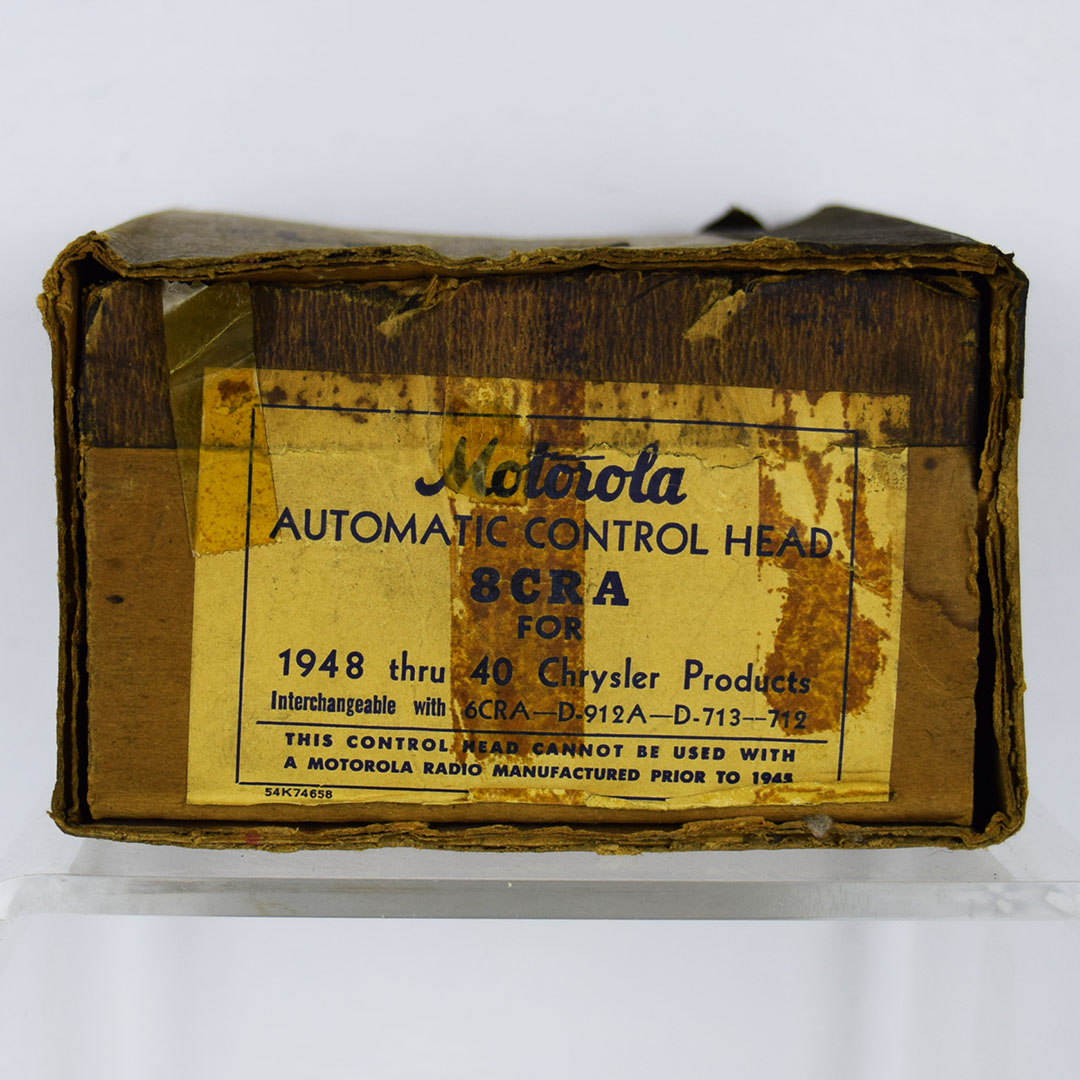 Motorola
AUTOMATIC CONTROL HEAD
8CRA
FOR
1948 thru 40 Chrysler Products
Interchangeable with 6CRA—D-912A—D-713--712
THIS CONTROL HEAD CANNOT BE USED WITH
A MOTOROLA RADIO MANUFACTURED PRIOR TO 1945
54K74658